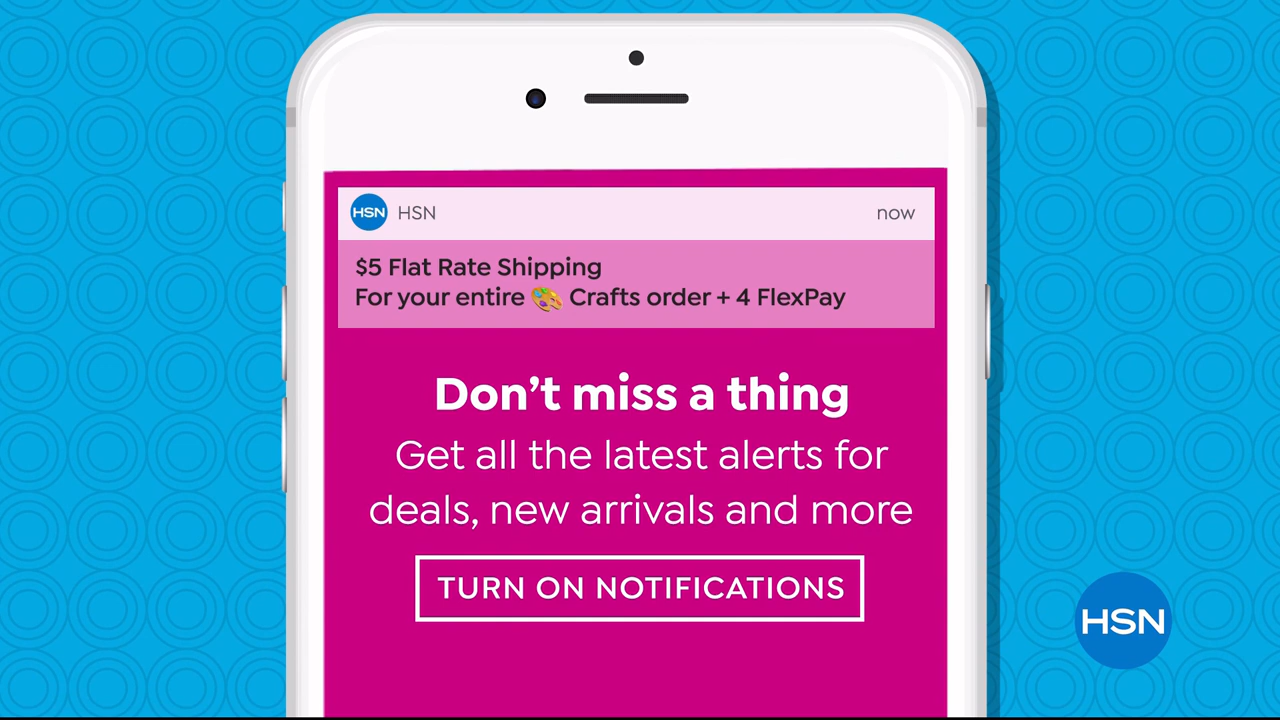 HSN HSN now
$5 Flat Rate Shipping
For your entire 🎨 Crafts order + 4 FlexPay
Don't miss a thing
Get all the latest alerts for
deals, new arrivals and more
TURN ON NOTIFICATIONS
HSN